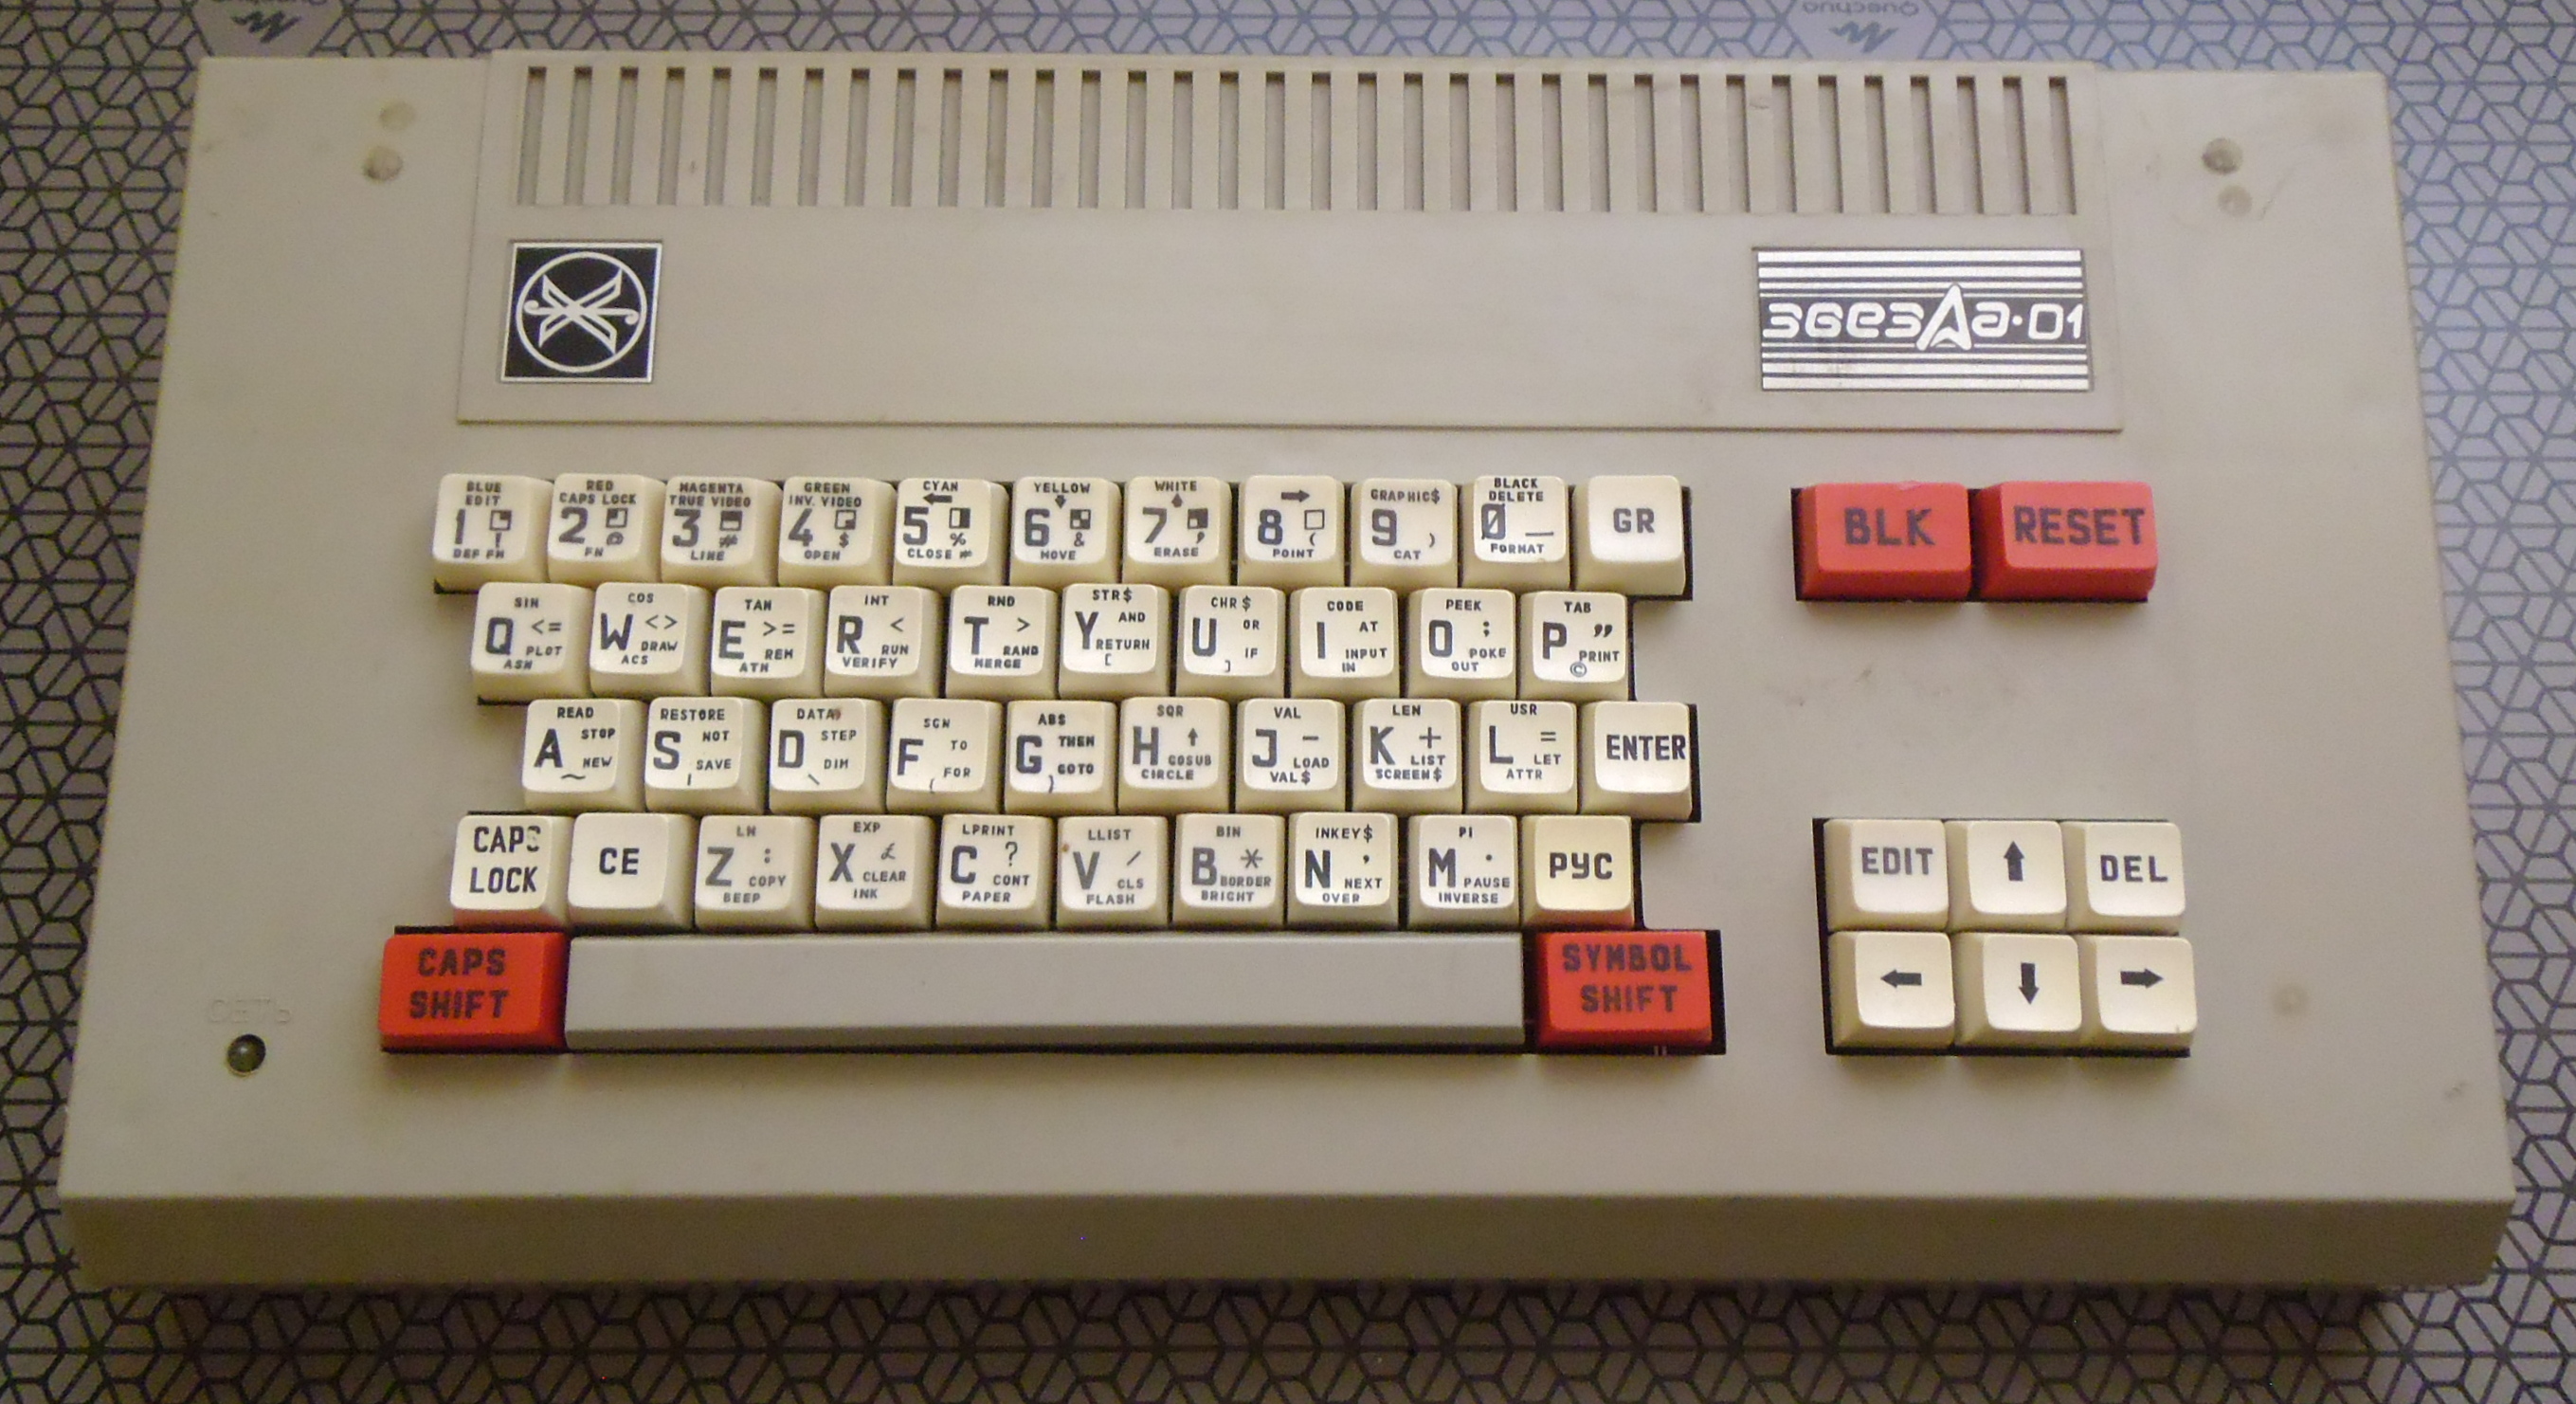 Quechua
Quechua
звезда·01
BLUE
EDIT
1 !
DEF FN
RED
CAPS LOCK
2 @
FN
MAGENTA
TRUE VIDEO
3 #
LINE
GREEN
INV. VIDEO
4 $
OPEN
CYAN
←
5 %
CLOSE #
YELLOW
↓
6 &
MOVE
WHITE
↑
7 '
ERASE
→
8 (
POINT
GRAPHIC$
9 )
CAT
BLACK
DELETE
0 _
FORMAT
GR
BLK
RESET
SIN
Q <=
PLOT
ASN
COS
W <>
DRAW
ACS
TAN
E >=
REM
ATN
INT
R <
RUN
VERIFY
RND
T >
RAND
MERGE
STR$
Y AND
RETURN
[
CHR$
U OR
IF
]
CODE
I AT
INPUT
IN
PEEK
O ;
POKE
OUT
TAB
P "
PRINT
©
READ
A STOP
NEW
~
RESTORE
S NOT
SAVE
|
DATA
D STEP
DIM
\
SGN
F TO
FOR
(
ABS
G THEN
GOTO
)
SQR
H ↑
GOSUB
CIRCLE
VAL
J −
LOAD
VAL$
LEN
K +
LIST
SCREEN$
USR
L =
LET
ATTR
ENTER
CAPS
LOCK
CE
LN
Z :
COPY
BEEP
EXP
X £
CLEAR
INK
LPRINT
C ?
CONT
PAPER
LLIST
V /
CLS
FLASH
BIN
B *
BORDER
BRIGHT
INKEY$
N ,
NEXT
OVER
PI
M .
PAUSE
INVERSE
РУС
EDIT
↑
DEL
CAPS
SHIFT
SYMBOL
SHIFT
←
↓
→
СЕТЬ